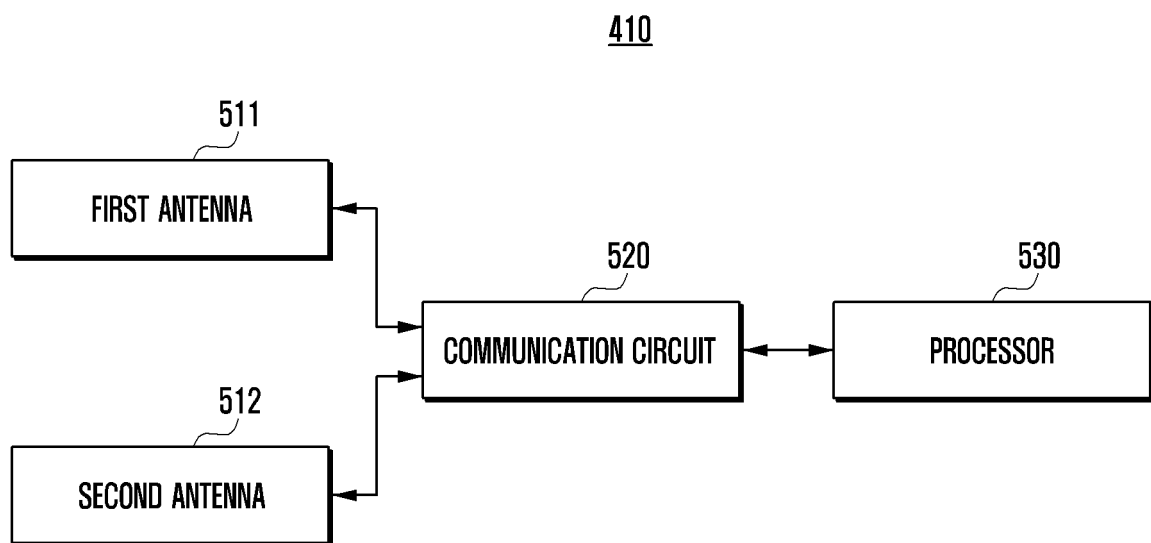 410
511
FIRST ANTENNA
520
530
COMMUNICATION CIRCUIT
PROCESSOR
512
SECOND ANTENNA